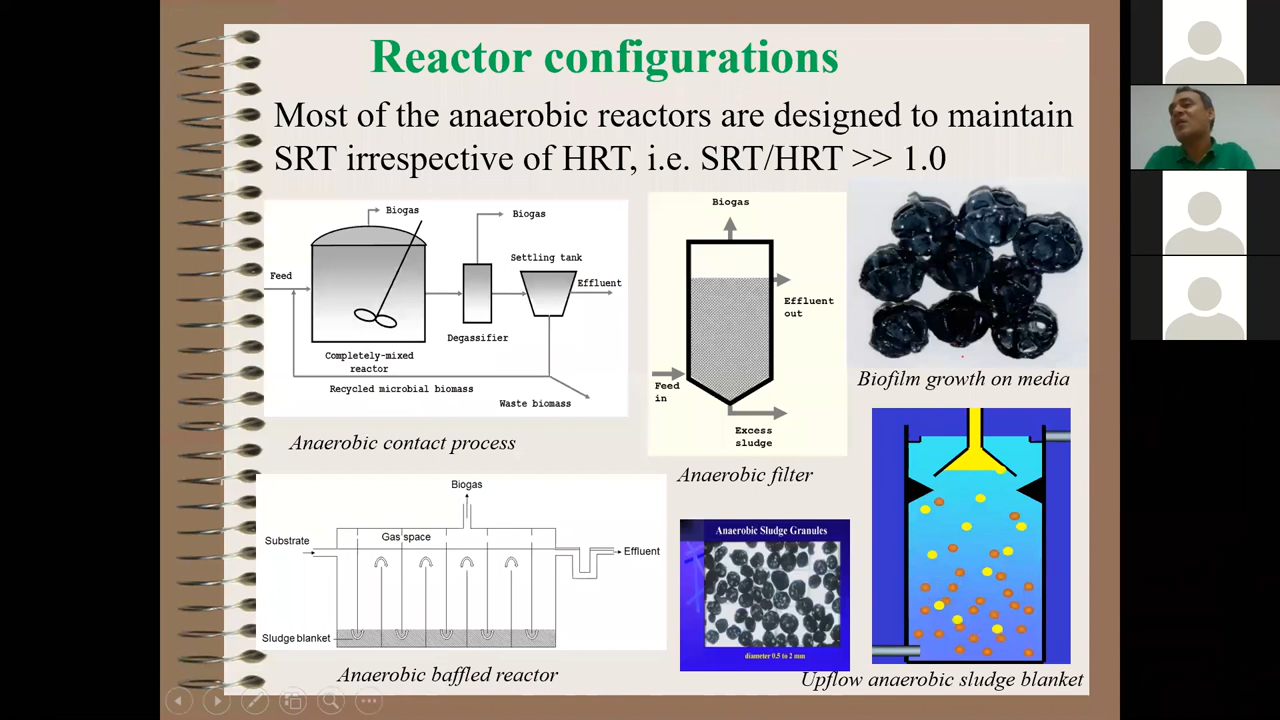 Reactor configurations
Most of the anaerobic reactors are designed to maintain
SRT irrespective of HRT, i.e. SRT/HRT >> 1.0
Biogas
Biogas
Settling tank
Feed
Effluent
Degassifier
Completely-mixed
reactor
Recycled microbial biomass
Waste biomass
Anaerobic contact process
Biogas
Effluent
out
Feed
in
Excess
sludge
Anaerobic filter
Biofilm growth on media
Biogas
Substrate
Gas space
Effluent
Sludge blanket
Anaerobic baffled reactor
Anaerobic Sludge Granules
diameter 0.5 to 2 mm
Upflow anaerobic sludge blanket